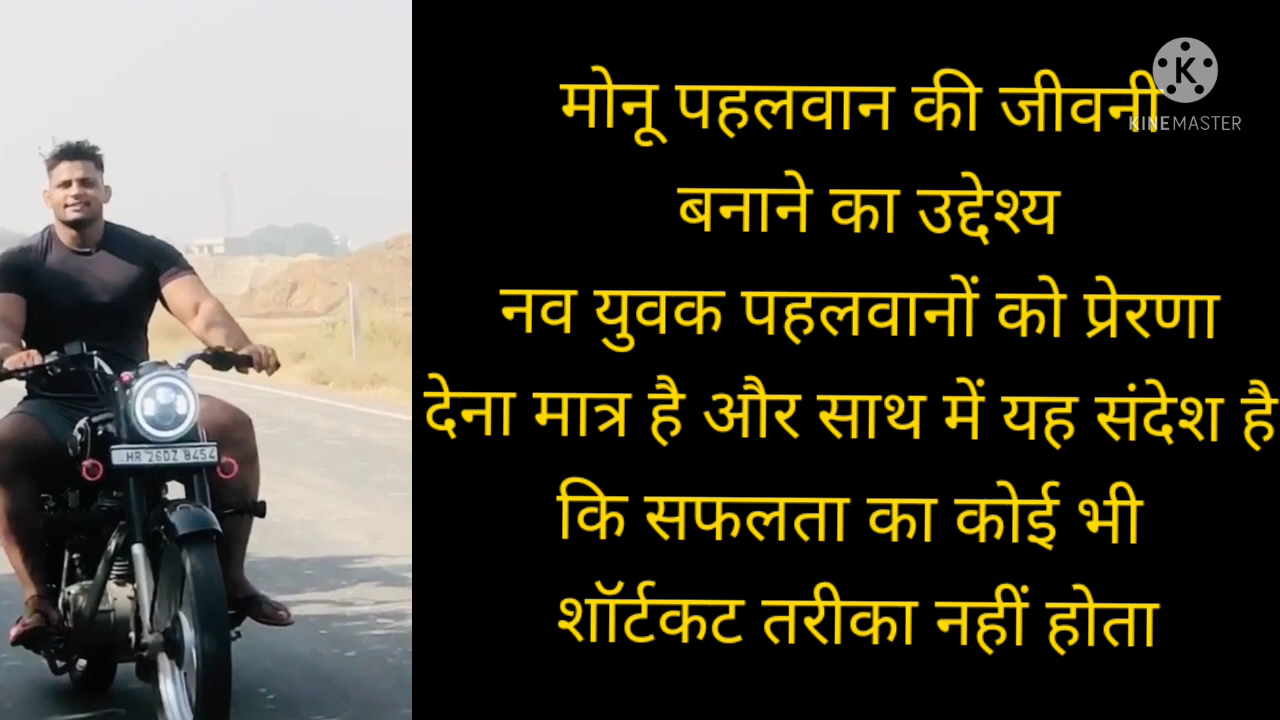 मोनू पहलवान की जीवनी
बनाने का उद्देश्य
नव युवक पहलवानों को प्रेरणा
देना मात्र है और साथ में यह संदेश है
कि सफलता का कोई भी
शॉर्टकट तरीका नहीं होता
K
KINEMASTER
HR 26DZ 8454